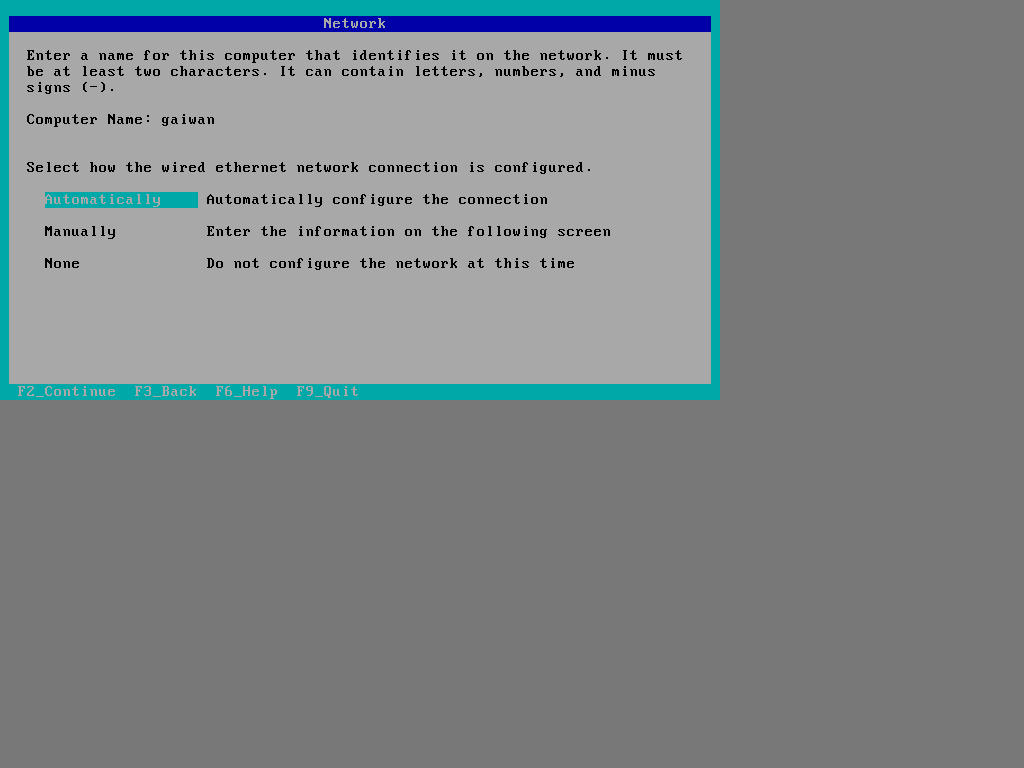 Network
Enter a name for this computer that identifies it on the network. It must
be at least two characters. It can contain letters, numbers, and minus
signs (-).
Computer Name: gaiwan
Select how the wired ethernet network connection is configured.
Automatically Automatically configure the connection
Manually Enter the information on the following screen
None Do not configure the network at this time
F2_Continue F3_Back F6_Help F9_Quit